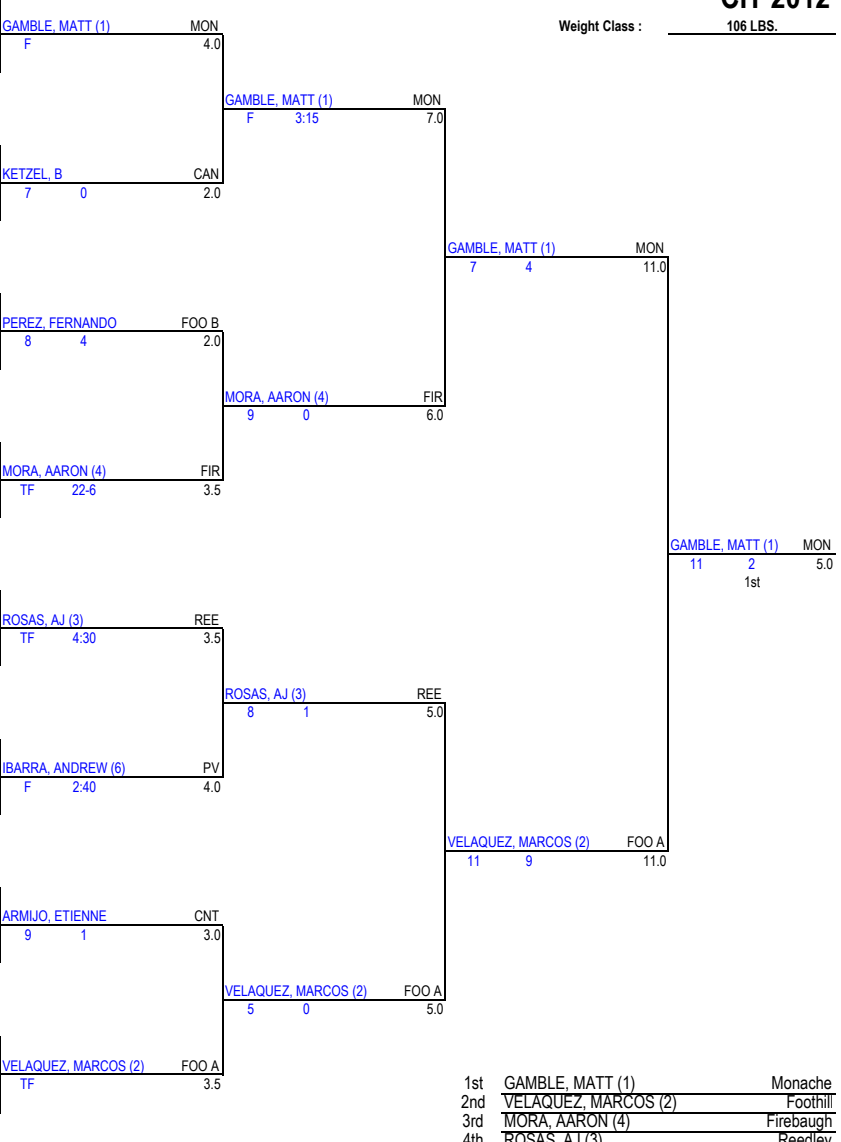 CIT 2012
Weight Class : 106 LBS.
GAMBLE, MATT (1) MON
F 4.0
GAMBLE, MATT (1) MON
F 3:15 7.0
KETZEL, B CAN
7 0 2.0
GAMBLE, MATT (1) MON
7 4 11.0
PEREZ, FERNANDO FOO B
8 4 2.0
MORA, AARON (4) FIR
9 0 6.0
MORA, AARON (4) FIR
TF 22-6 3.5
GAMBLE, MATT (1) MON
11 2 5.0
1st
ROSAS, AJ (3) REE
TF 4:30 3.5
ROSAS, AJ (3) REE
8 1 5.0
IBARRA, ANDREW (6) PV
F 2:40 4.0
VELAQUEZ, MARCOS (2) FOO A
11 9 11.0
ARMIJO, ETIENNE CNT
9 1 3.0
VELAQUEZ, MARCOS (2) FOO A
5 0 5.0
VELAQUEZ, MARCOS (2) FOO A
TF 3.5
1st GAMBLE, MATT (1) Monache
2nd VELAQUEZ, MARCOS (2) Foothill
3rd MORA, AARON (4) Firebaugh
4th ROSAS, AJ (3) Reedley